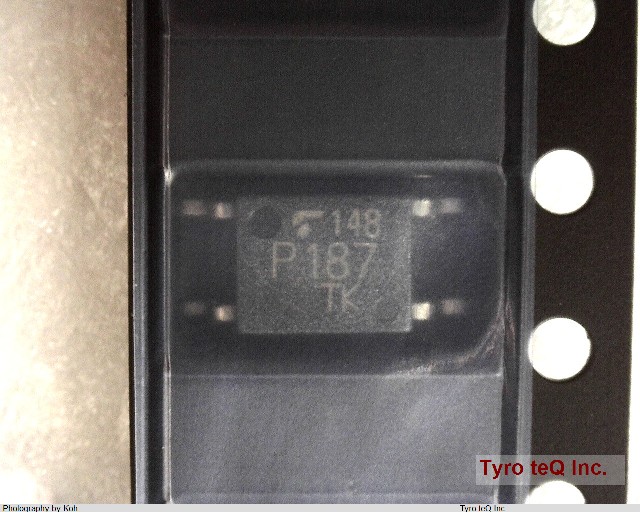 148
P187
TK
Tyro teQ Inc.
Photography by Koh
Tyro teQ Inc